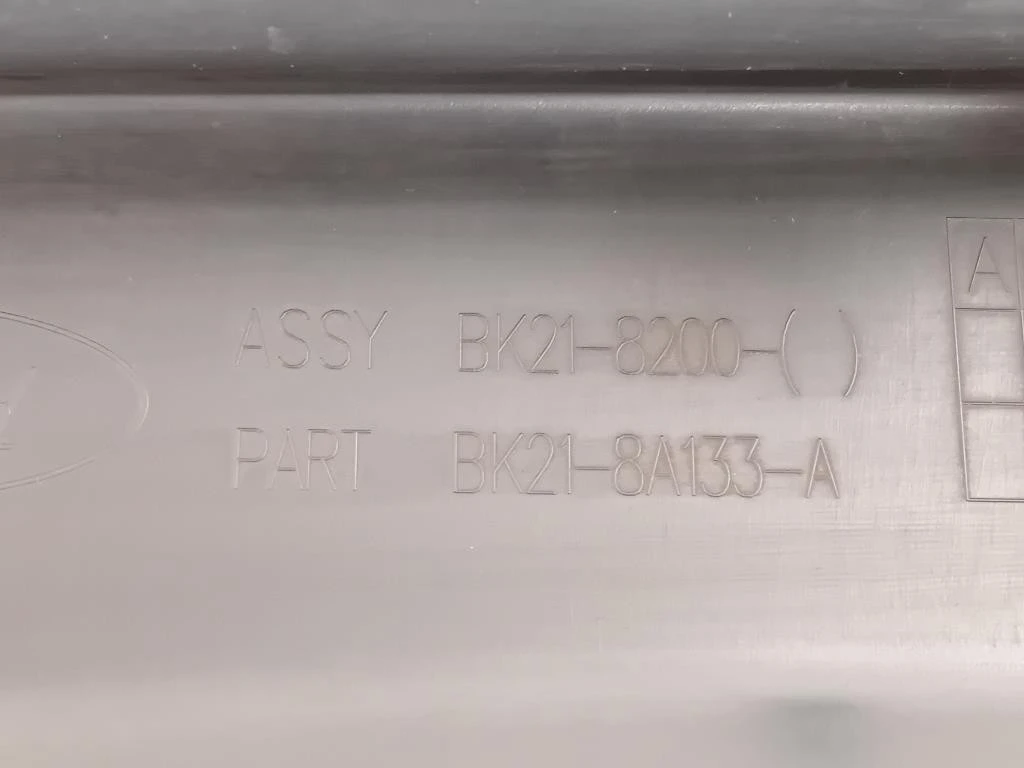 ASSY BK21-8200-( )
PART BK21-8A133-A
A